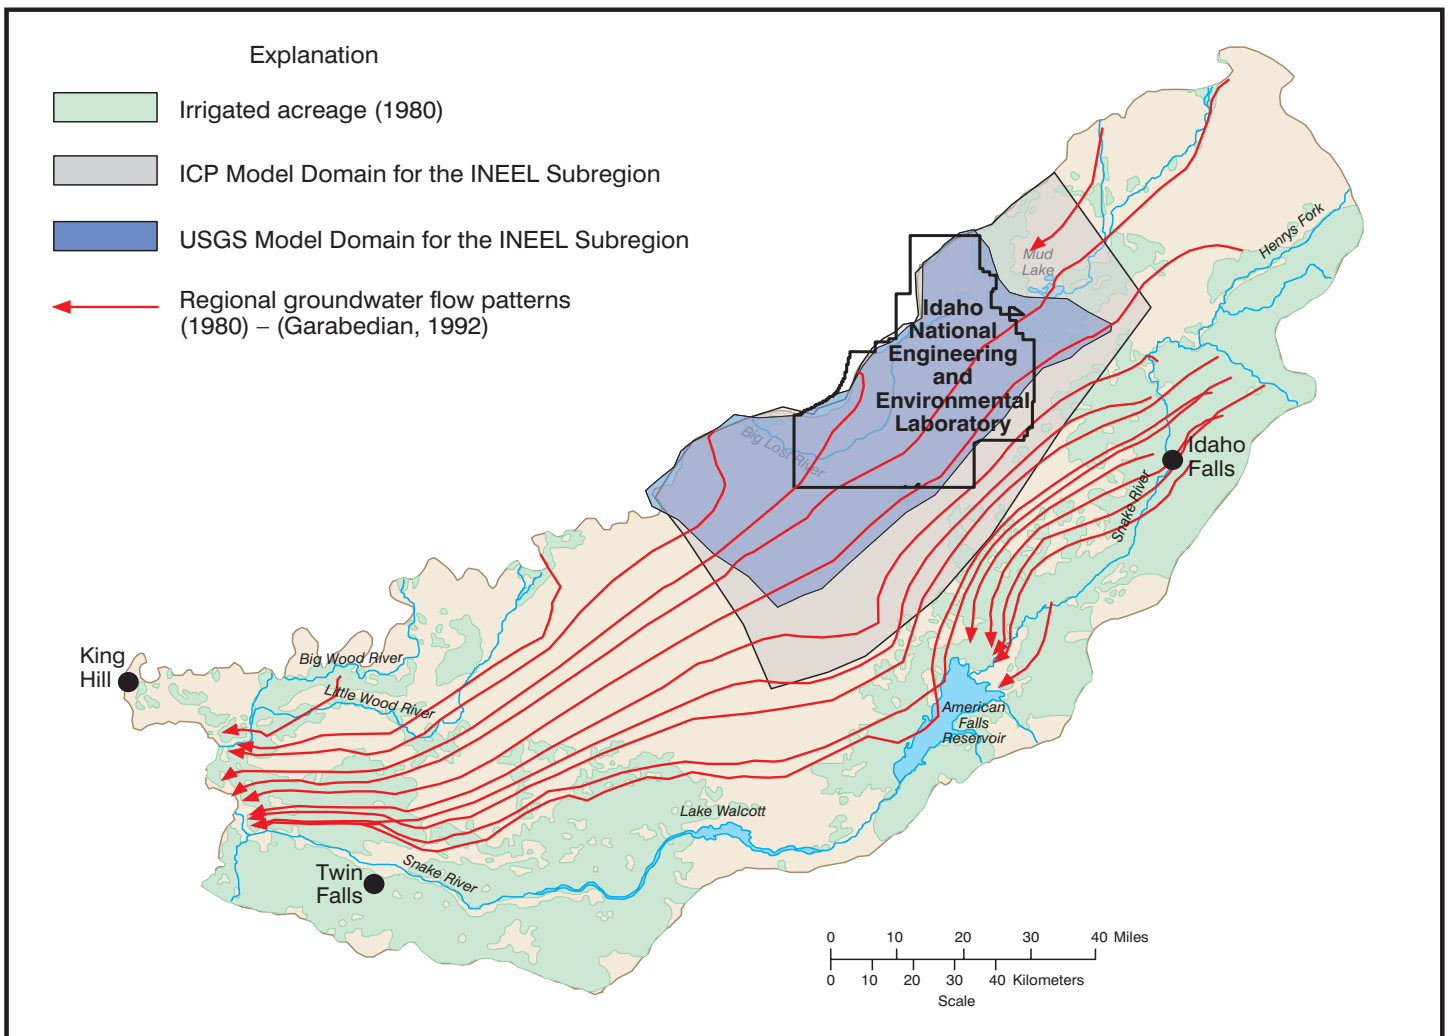 Explanation
Irrigated acreage (1980)
ICP Model Domain for the INEEL Subregion
USGS Model Domain for the INEEL Subregion
Regional groundwater flow patterns
(1980) – (Garabedian, 1992)
Henrys Fork
Mud
Lake
Idaho
National
Engineering
and
Environmental
Laboratory
Big Lost River
Idaho
Falls
Snake River
King
Hill
Big Wood River
Little Wood River
American
Falls
Reservoir
Lake Walcott
Twin
Falls
Snake River
0 10 20 30 40 Miles
0 10 20 30 40 Kilometers
Scale